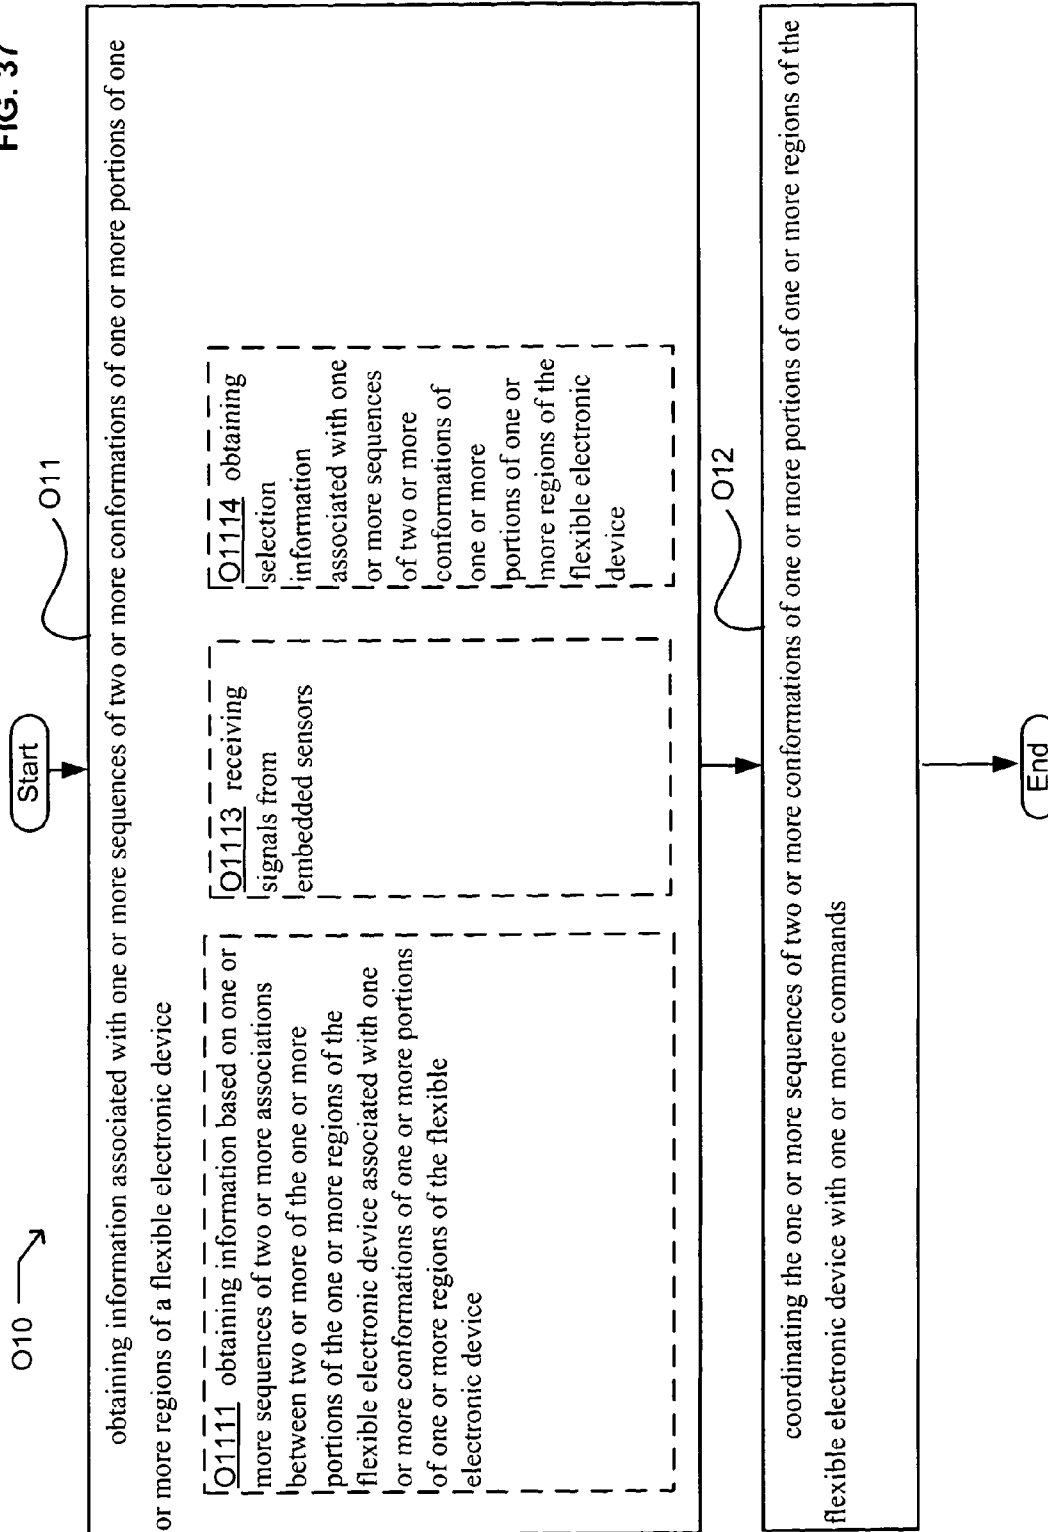 FIG. 37
O10
Start
O11
obtaining information associated with one or more sequences of two or more conformations of one or more portions of one
or more regions of a flexible electronic device
O1111 obtaining information based on one or
more sequences of two or more associations
between two or more of the one or more
portions of the one or more regions of the
flexible electronic device associated with one
or more conformations of one or more portions
of one or more regions of the flexible
electronic device
O1113 receiving
signals from
embedded sensors
O1114 obtaining
selection
information
associated with one
or more sequences
of two or more
conformations of
one or more
portions of one or
more regions of the
flexible electronic
device
O12
coordinating the one or more sequences of two or more conformations of one or more portions of one or more regions of the
flexible electronic device with one or more commands
End